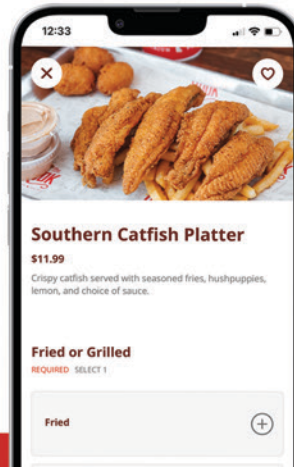 12:33
Southern Catfish Platter
$11.99
Crispy catfish served with seasoned fries, hushpuppies,
lemon, and choice of sauce.
Fried or Grilled
REQUIRED SELECT 1
Fried